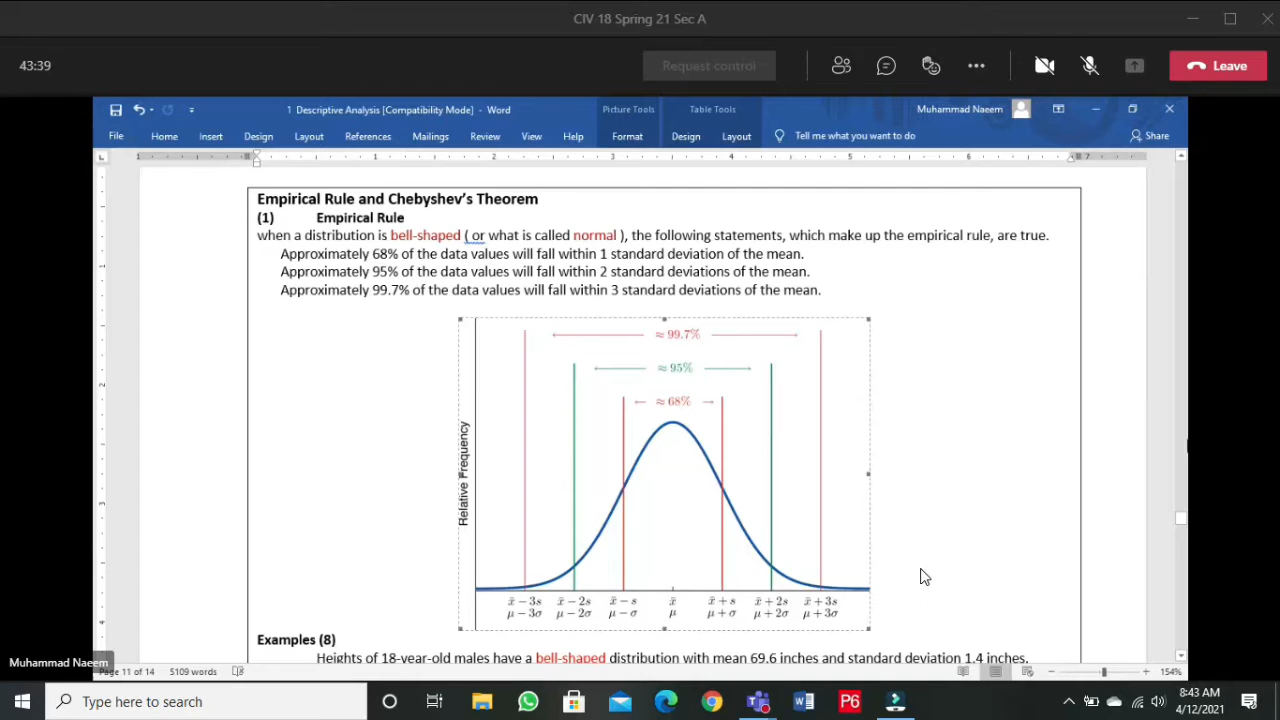 CIV 18 Spring 21 Sec A
43:39
Request control
Leave
1 Descriptive Analysis [Compatibility Mode] - Word
Picture Tools
Table Tools
Muhammad Naeem
File Home Insert Design Layout References Mailings Review View Help Format Design Layout Tell me what you want to do Share
1 1 2 3 4 5 6 7
Empirical Rule and Chebyshev's Theorem
(1) Empirical Rule
when a distribution is bell-shaped ( or what is called normal ), the following statements, which make up the empirical rule, are true.
Approximately 68% of the data values will fall within 1 standard deviation of the mean.
Approximately 95% of the data values will fall within 2 standard deviations of the mean.
Approximately 99.7% of the data values will fall within 3 standard deviations of the mean.
≈ 99.7%
≈ 95%
≈ 68%
Relative Frequency
x̄ − 3s x̄ − 2s x̄ − s x̄ x̄ + s x̄ + 2s x̄ + 3s
μ − 3σ μ − 2σ μ − σ μ μ + σ μ + 2σ μ + 3σ
Examples (8)
Heights of 18-year-old males have a bell-shaped distribution with mean 69.6 inches and standard deviation 1.4 inches.
Muhammad Naeem
Page 11 of 14 5109 words 154%
Type here to search
P6
8:43 AM
4/12/2021